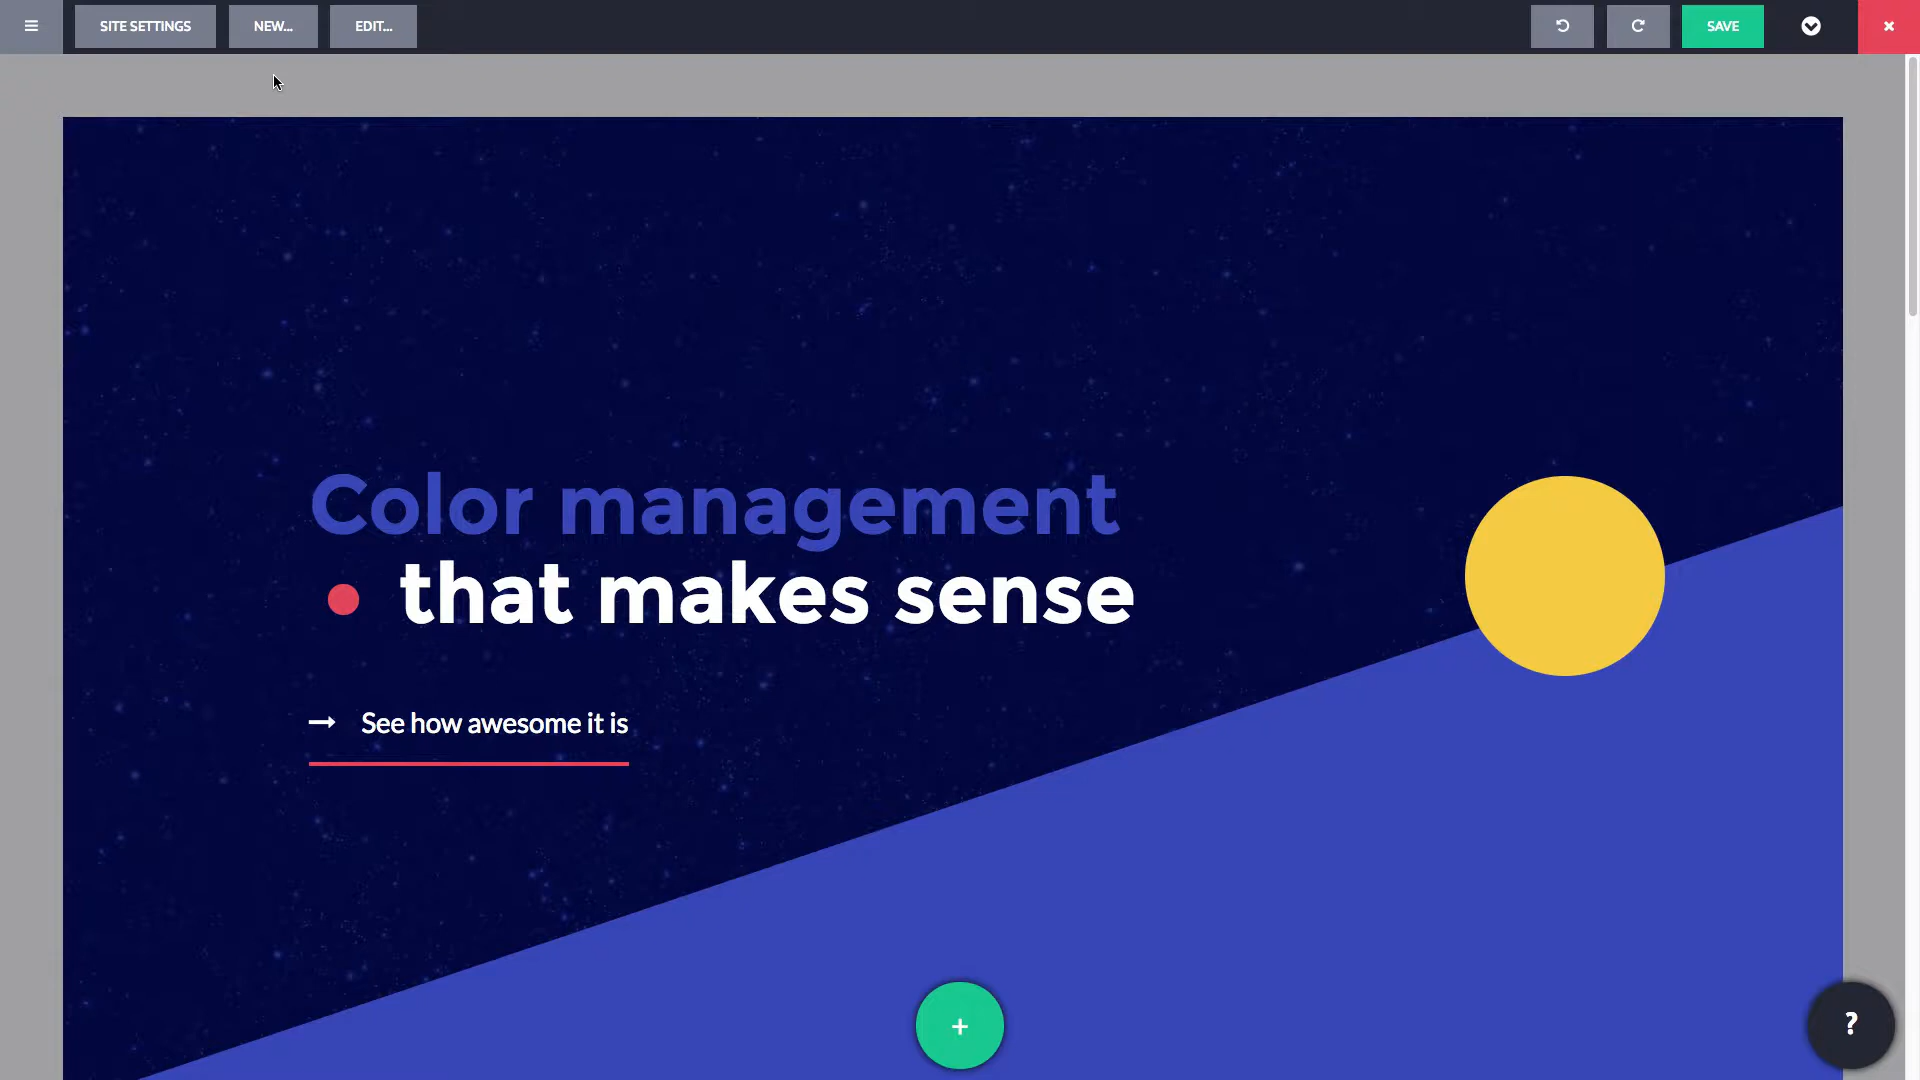 SITE SETTINGS
NEW...
EDIT...
SAVE
Color management
that makes sense
See how awesome it is
+
?